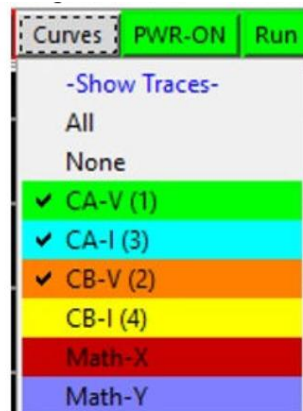 Curves PWR-ON Run
-Show Traces-
All
None
✔ CA-V (1)
✔ CA-I (3)
✔ CB-V (2)
CB-I (4)
Math-X
Math-Y